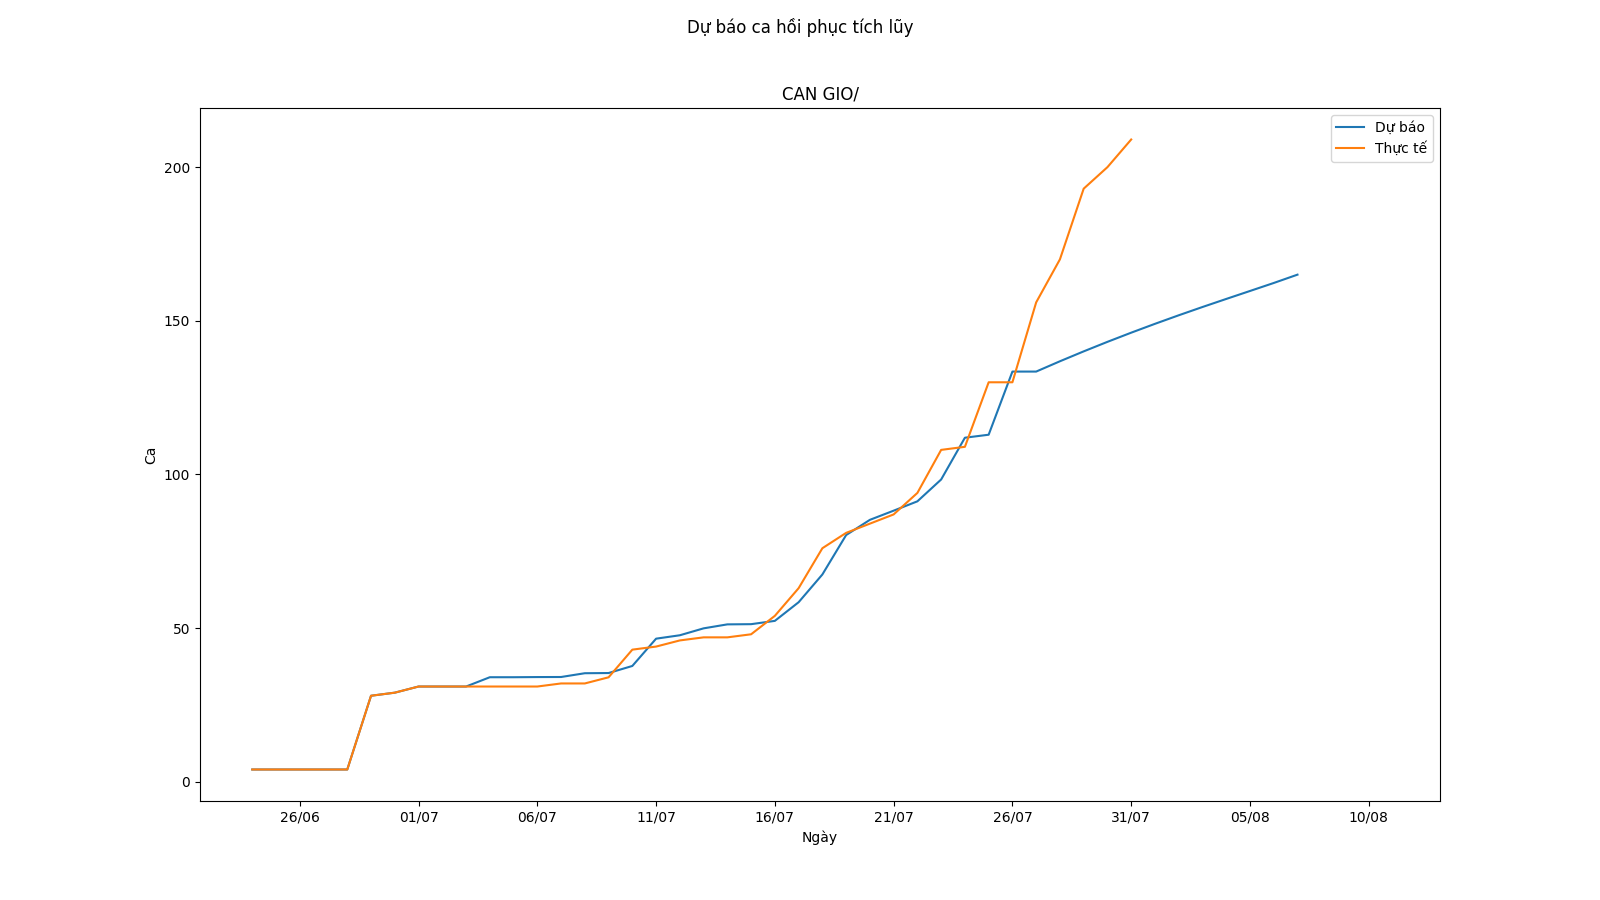 Dự báo ca hồi phục tích lũy
CAN GIO/
Dự báo
Thực tế
200
150
100
50
0
Ca
26/06
01/07
06/07
11/07
16/07
21/07
26/07
31/07
05/08
10/08
Ngày